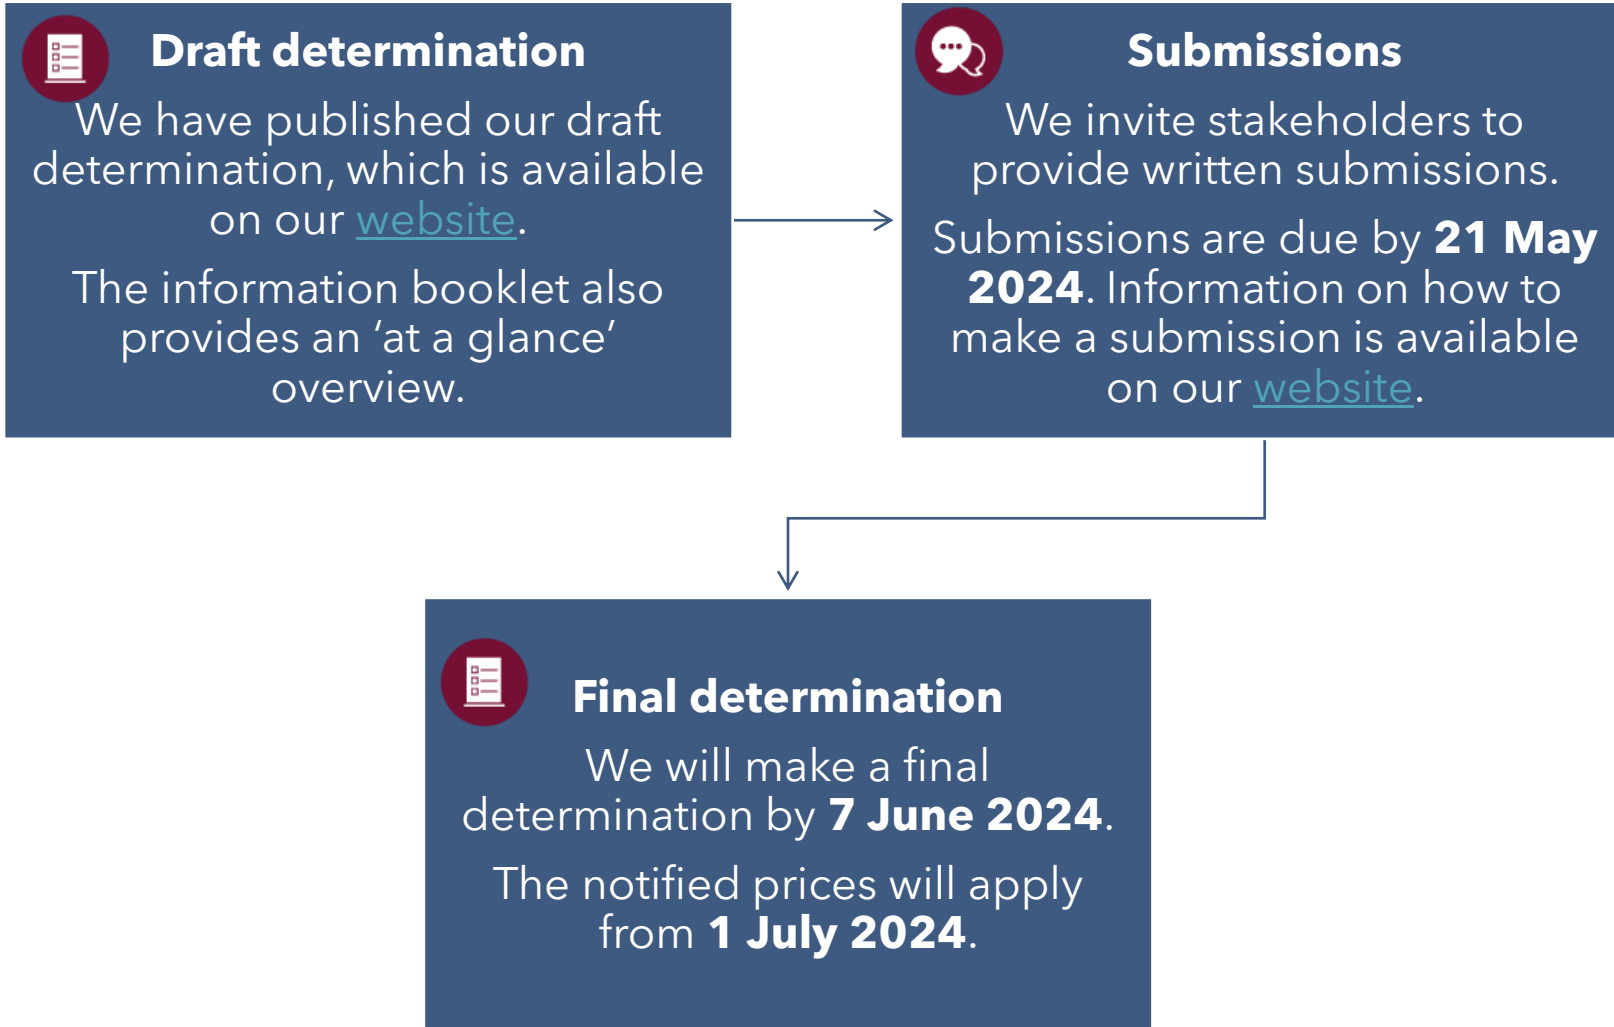 Draft determination
We have published our draft
determination, which is available
on our website.
The information booklet also
provides an ‘at a glance’
overview.
Submissions
We invite stakeholders to
provide written submissions.
Submissions are due by 21 May
2024. Information on how to
make a submission is available
on our website.
Final determination
We will make a final
determination by 7 June 2024.
The notified prices will apply
from 1 July 2024.